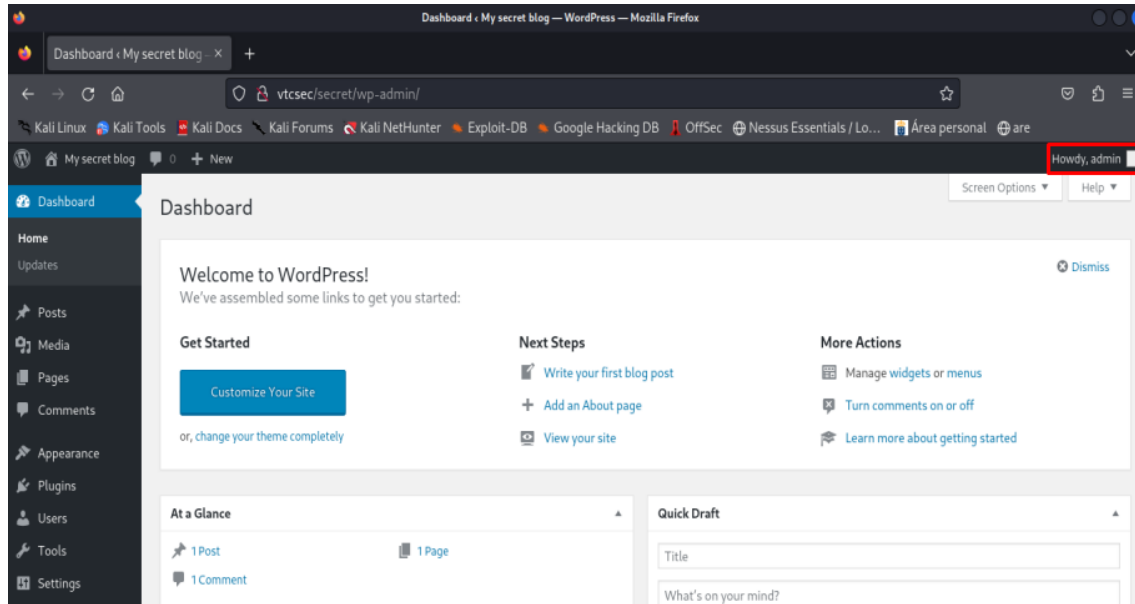 Dashboard ‹ My secret blog — WordPress — Mozilla Firefox
Dashboard ‹ My secret blog –
vtcsec/secret/wp-admin/
Kali Linux Kali Tools Kali Docs Kali Forums Kali NetHunter Exploit-DB Google Hacking DB OffSec Nessus Essentials / Lo... Área personal are
My secret blog 0 + New Howdy, admin
Screen Options ▼ Help ▼
Dashboard
Home
Updates
Posts
Media
Pages
Comments
Appearance
Plugins
Users
Tools
Settings
Dashboard
Welcome to WordPress!
Dismiss
We've assembled some links to get you started:
Get Started
Customize Your Site
or, change your theme completely
Next Steps
Write your first blog post
Add an About page
View your site
More Actions
Manage widgets or menus
Turn comments on or off
Learn more about getting started
At a Glance
1 Post
1 Page
1 Comment
Quick Draft
Title
What's on your mind?